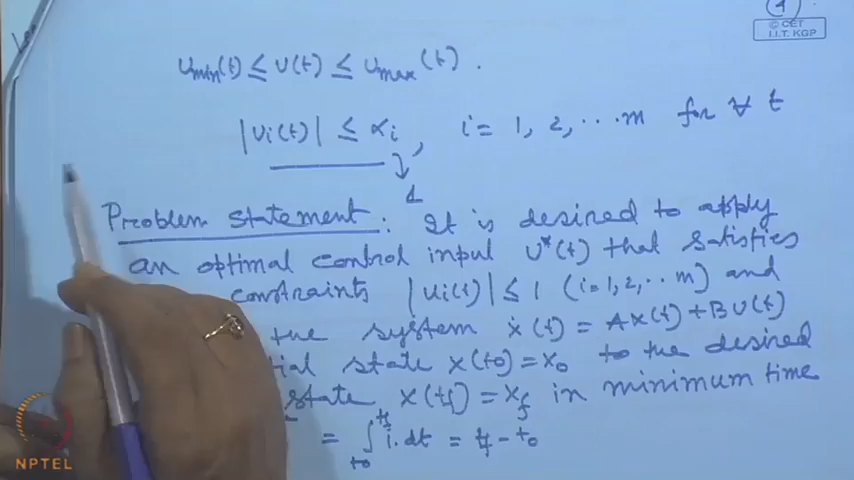 4
© CET
I.I.T. KGP
Umin(t) ≤ U(t) ≤ Umax(t).
|Ui(t)| ≤ αi, i = 1, 2, ... m for ∀ t
1
Problem statement: It is desired to apply
an optimal control input U*(t) that satisfies
constraints |Ui(t)| ≤ 1 (i=1,2,..m) and
the system ẋ(t) = AX(t)+BU(t)
state X(t0)=X0 to the desired
state X(tf) = Xf in minimum time
= ∫t0^tf 1.dt = tf - t0
NPTEL